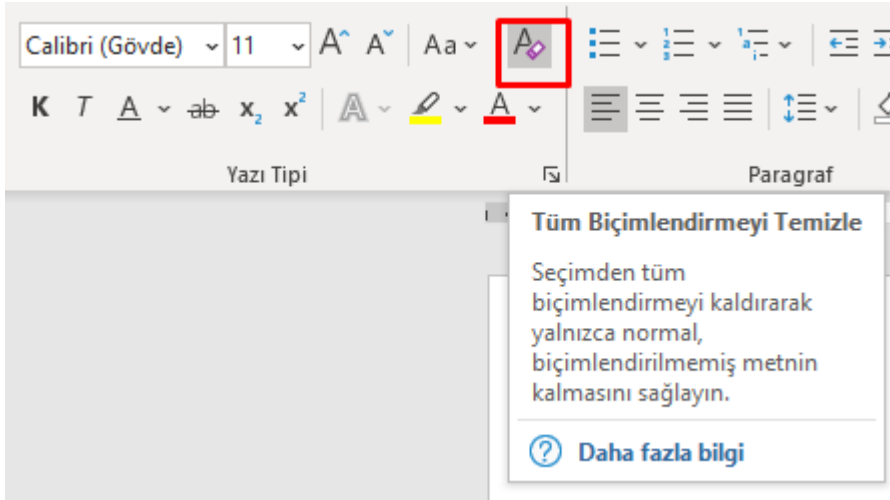 Calibri (Gövde) 11 A A Aa A
K T A ab x₂ x² A A
Yazı Tipi Paragraf
Tüm Biçimlendirmeyi Temizle
Seçimden tüm
biçimlendirmeyi kaldırarak
yalnızca normal,
biçimlendirilmemiş metnin
kalmasını sağlayın.
Daha fazla bilgi